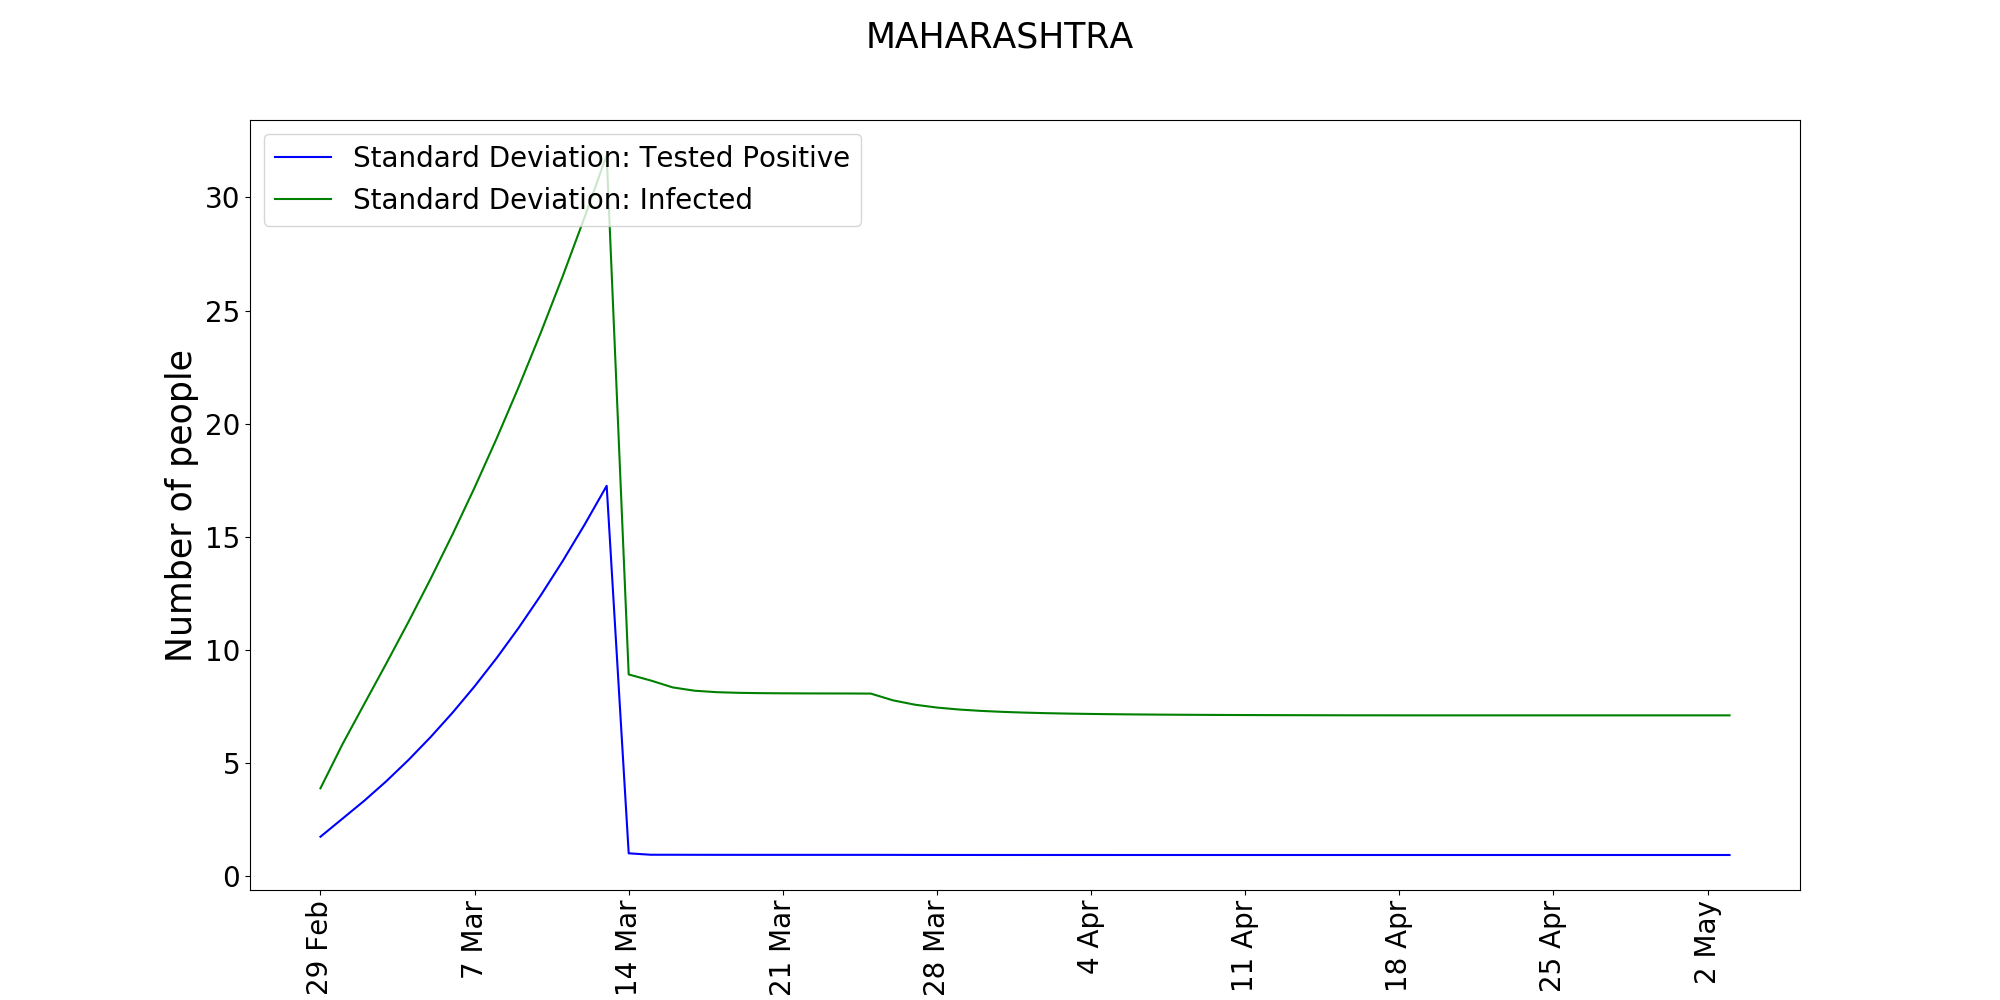 MAHARASHTRA
Standard Deviation: Tested Positive
Standard Deviation: Infected
Number of people
30
25
20
15
10
5
0
29 Feb
7 Mar
14 Mar
21 Mar
28 Mar
4 Apr
11 Apr
18 Apr
25 Apr
2 May